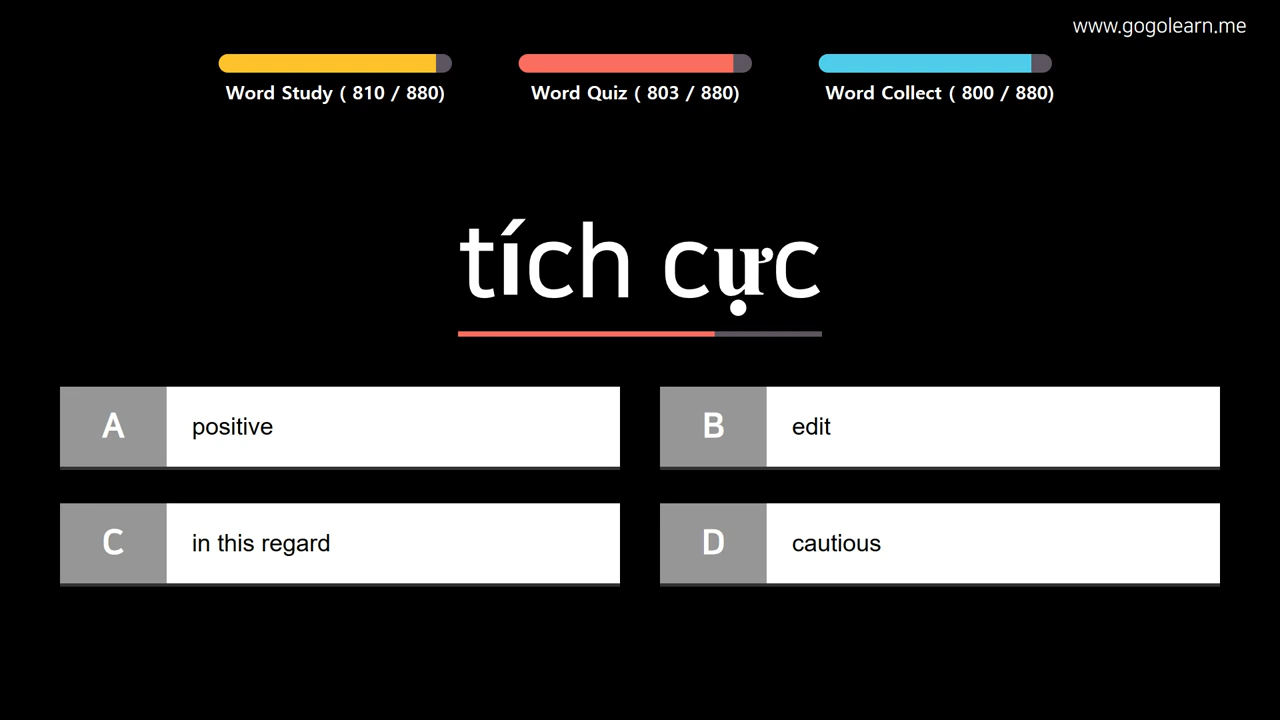 www.gogolearn.me
Word Study ( 810 / 880)
Word Quiz ( 803 / 880)
Word Collect ( 800 / 880)
tích cực
A positive
B edit
C in this regard
D cautious